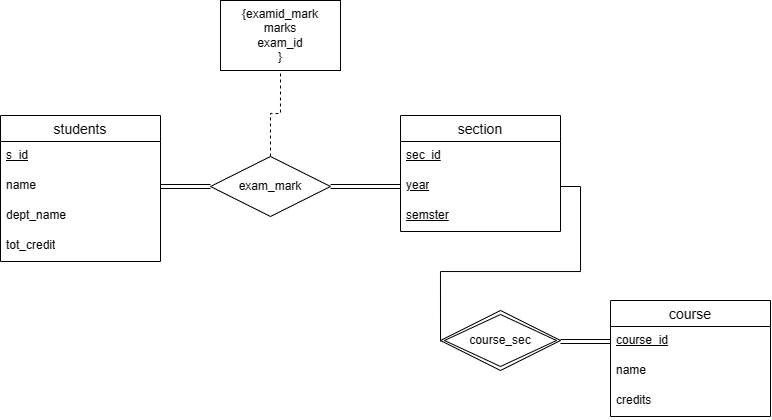 {examid_mark
marks
exam_id
}
students
s_id
name
dept_name
tot_credit
exam_mark
section
sec_id
year
semster
course_sec
course
course_id
name
credits